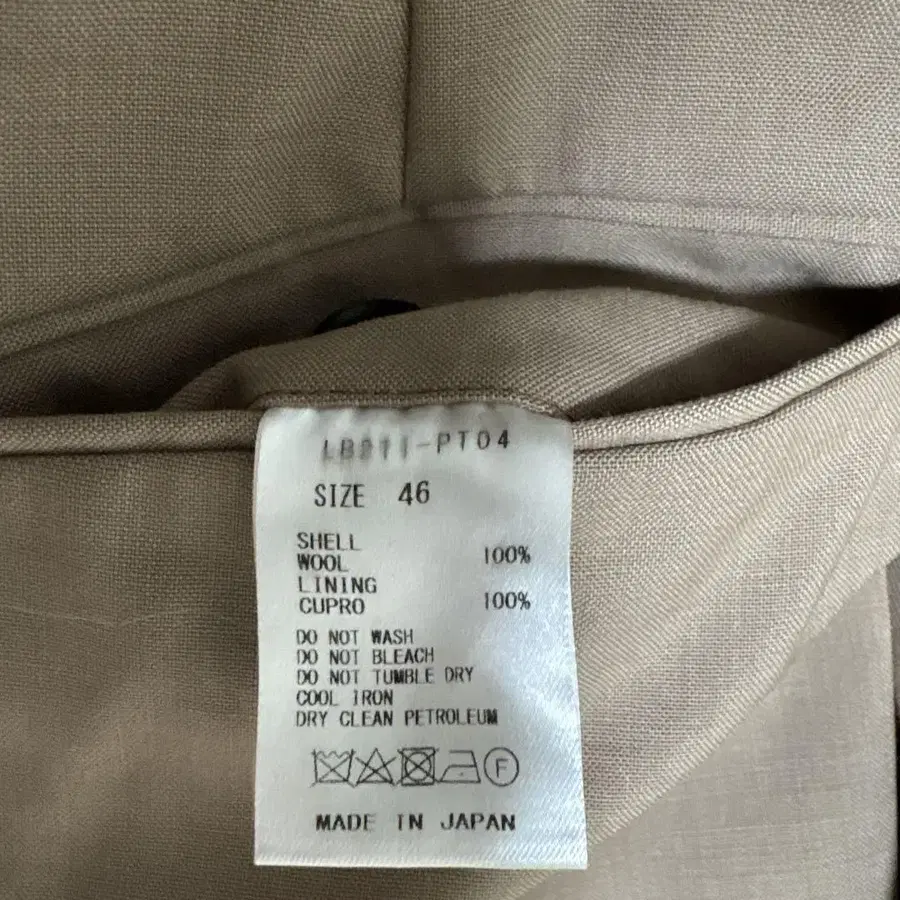 LB211-PT04
SIZE 46
SHELL
WOOL 100%
LINING
CUPRO 100%
DO NOT WASH
DO NOT BLEACH
DO NOT TUMBLE DRY
COOL IRON
DRY CLEAN PETROLEUM
F
MADE IN JAPAN